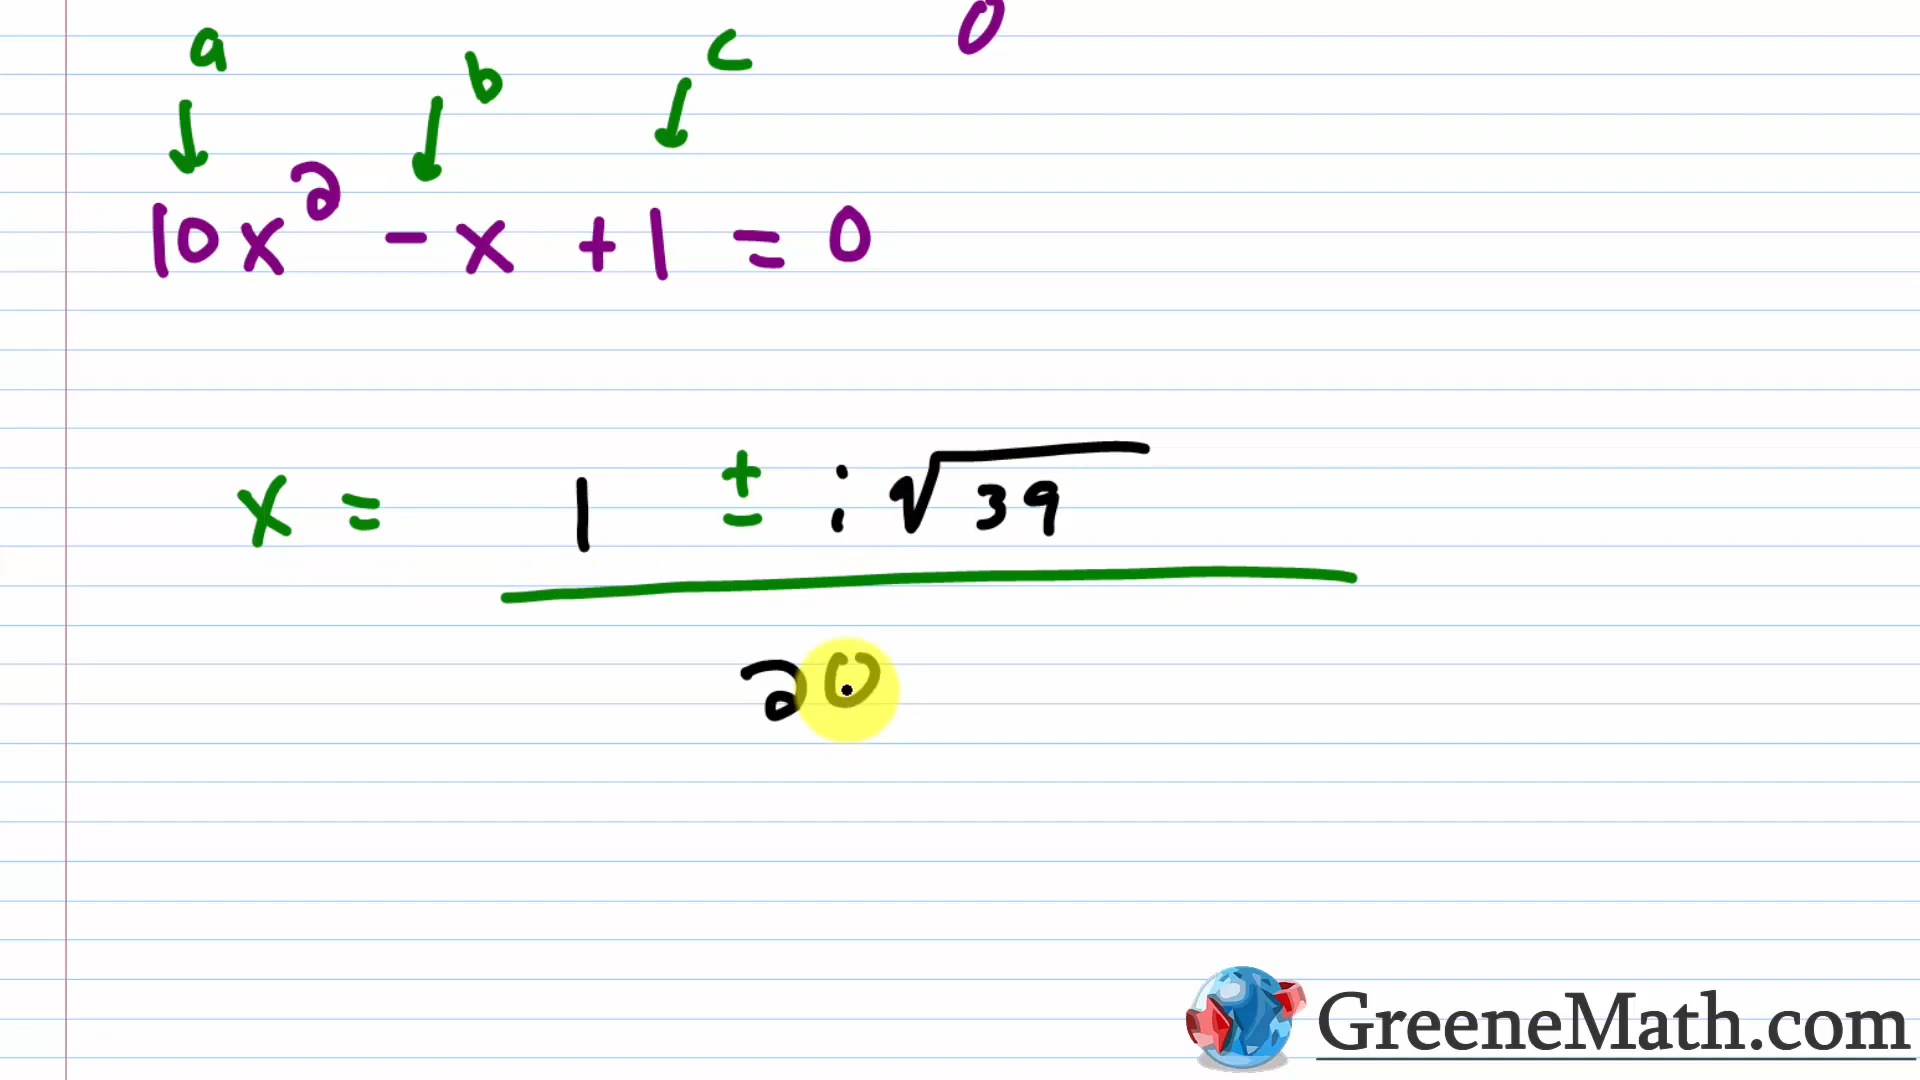 0
a b c
10x² - x + 1 = 0
x = 1 ± i√39
20
GreeneMath.com